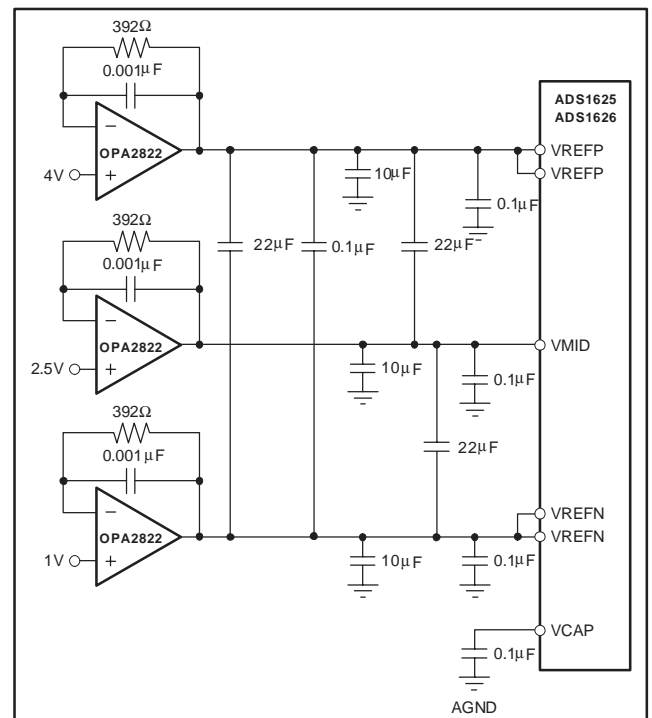 392Ω
0.001μF
ADS1625
ADS1626
OPA2822
4V
VREFP
VREFP
10μF
0.1μF
392Ω
0.001μF
22μF
0.1μF
22μF
OPA2822
2.5V
VMID
10μF
0.1μF
392Ω
0.001μF
22μF
OPA2822
1V
VREFN
VREFN
10μF
0.1μF
VCAP
0.1μF
AGND